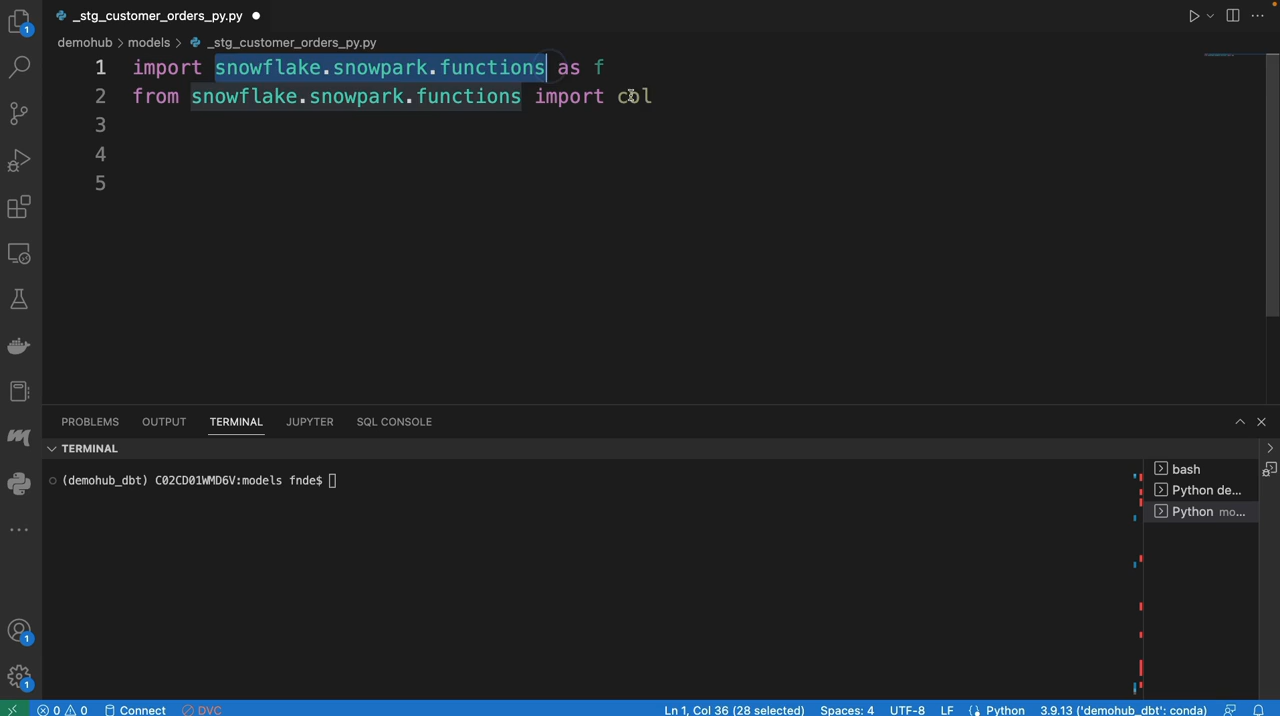 _stg_customer_orders_py.py
demohub > models > _stg_customer_orders_py.py
1 import snowflake.snowpark.functions as f
2 from snowflake.snowpark.functions import col
3
4
5
PROBLEMS OUTPUT TERMINAL JUPYTER SQL CONSOLE
TERMINAL
(demohub_dbt) C02CD01WMD6V:models fnde$
bash
Python de...
Python mo...
1
1
1
0 0 Connect DVC Ln 1, Col 36 (28 selected) Spaces: 4 UTF-8 LF Python 3.9.13 ('demohub_dbt': conda)